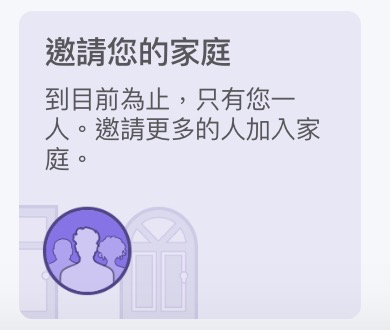 邀請您的家庭
到目前為止，只有您一
人。邀請更多的人加入家
庭。